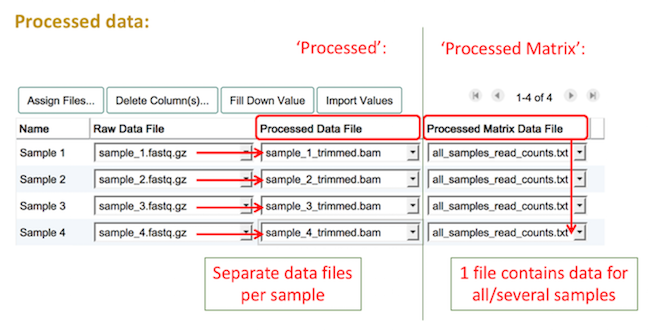 Processed data:
‘Processed’: ‘Processed Matrix’:
Assign Files... Delete Column(s)... Fill Down Value Import Values 1-4 of 4
Name Raw Data File Processed Data File Processed Matrix Data File
Sample 1 sample_1.fastq.gz sample_1_trimmed.bam all_samples_read_counts.txt
Sample 2 sample_2.fastq.gz sample_2_trimmed.bam all_samples_read_counts.txt
Sample 3 sample_3.fastq.gz sample_3_trimmed.bam all_samples_read_counts.txt
Sample 4 sample_4.fastq.gz sample_4_trimmed.bam all_samples_read_counts.txt
Separate data files
per sample
1 file contains data for
all/several samples